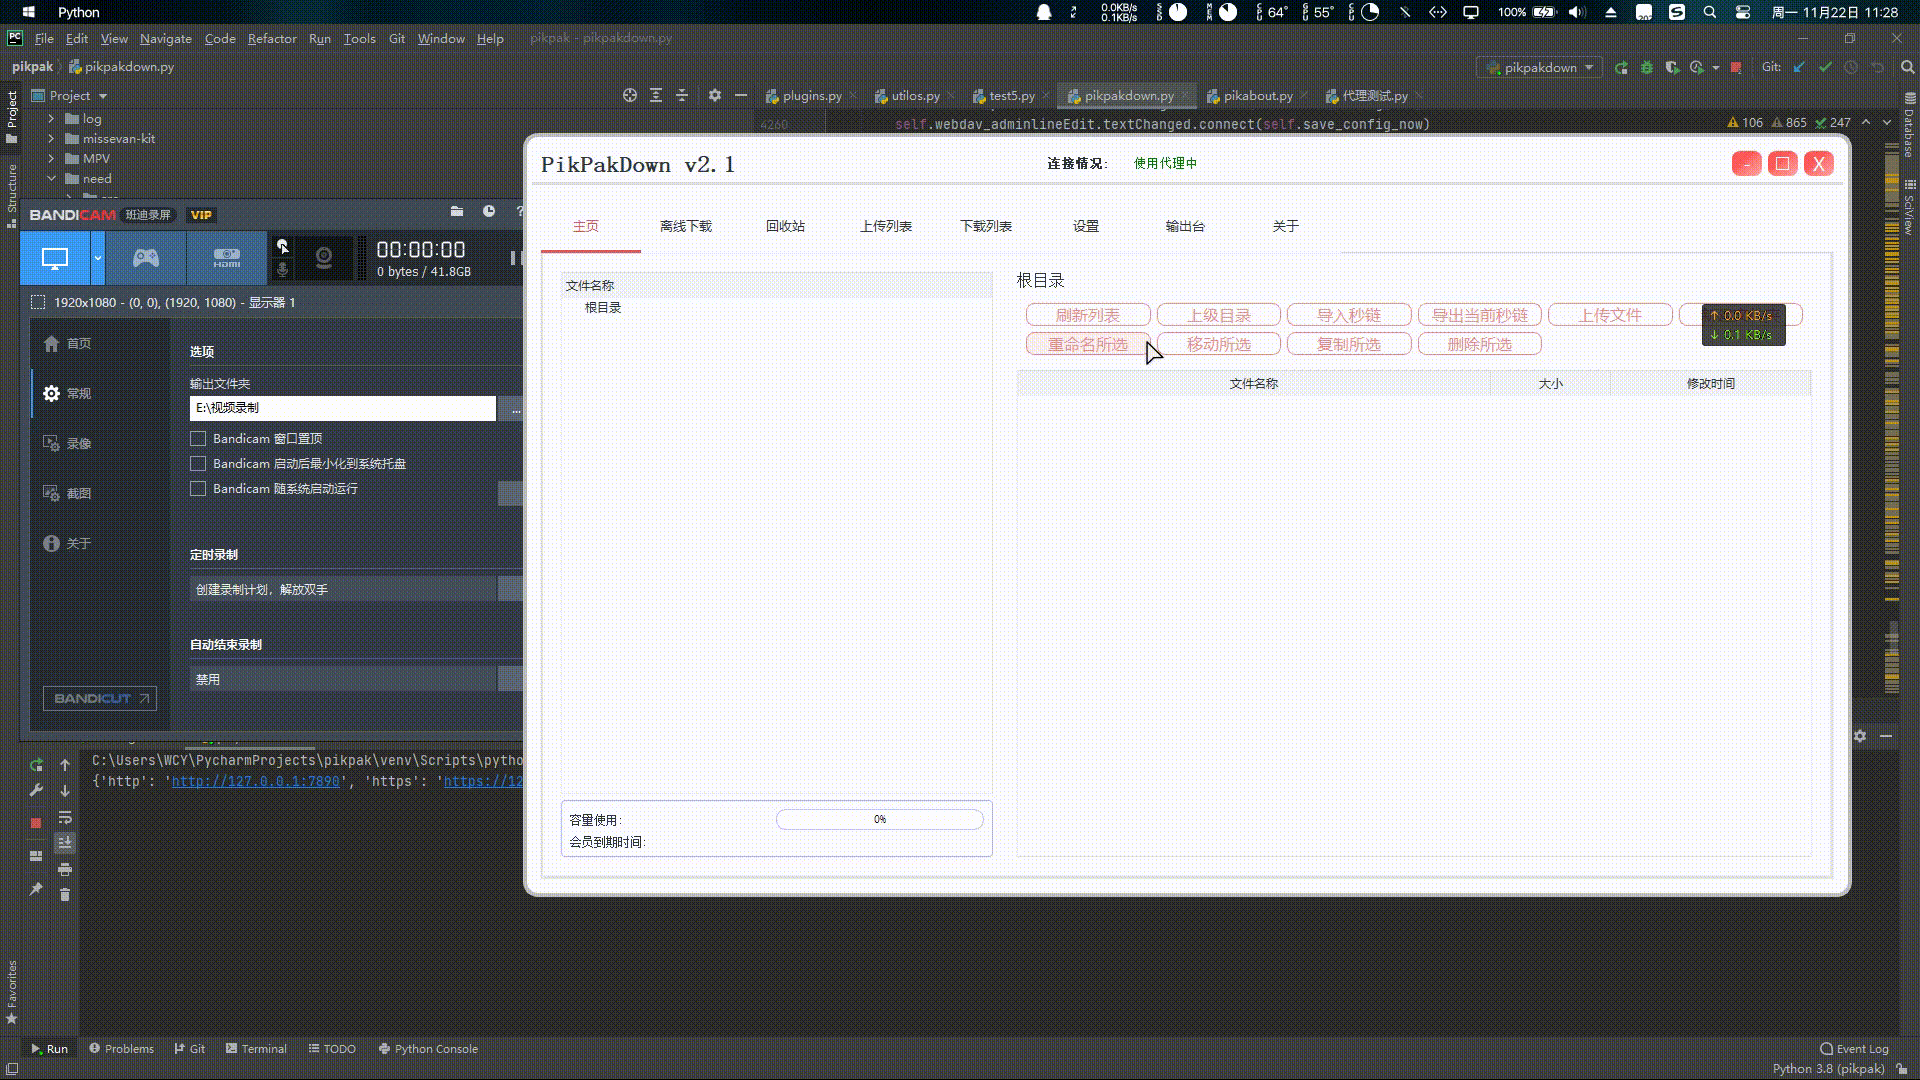 Python
0.0KB/s
0.1KB/s
64°
55°
100%
周一 11月22日 11:28
File Edit View Navigate Code Refactor Run Tools Git Window Help pikpak - pikpakdown.py
pikpak pikpakdown.py
pikpakdown
Git:
Project
plugins.py utilos.py test5.py pikpakdown.py pikabout.py 代理测试.py
log
missevan-kit
MPV
need
4260 self.webdav_adminlineEdit.textChanged.connect(self.save_config_now)
106 865 247
Project
Structure
Favorites
Database
SciView
BANDICAM 班迪录屏 VIP
HDMI
00:00:00
0 bytes / 41.8GB
1920x1080 - (0, 0), (1920, 1080) - 显示器 1
首页
常规
录像
截图
关于
BANDICUT
选项
输出文件夹
E:\视频录制
...
Bandicam 窗口置顶
Bandicam 启动后最小化到系统托盘
Bandicam 随系统启动运行
定时录制
创建录制计划，解放双手
自动结束录制
禁用
PikPakDown v2.1
连接情况: 使用代理中
- X
主页 离线下载 回收站 上传列表 下载列表 设置 输出台 关于
文件名称
根目录
容量使用: 0%
会员到期时间:
根目录
刷新列表 上级目录 导入秒链 导出当前秒链 上传文件
重命名所选 移动所选 复制所选 删除所选
↑ 0.0 KB/s
↓ 0.1 KB/s
文件名称 大小 修改时间
C:\Users\WCY\PycharmProjects\pikpak\venv\Scripts\pytho
{'http': 'http://127.0.0.1:7890', 'https': 'https://12
Run Problems Git Terminal TODO Python Console
Event Log
Python 3.8 (pikpak)